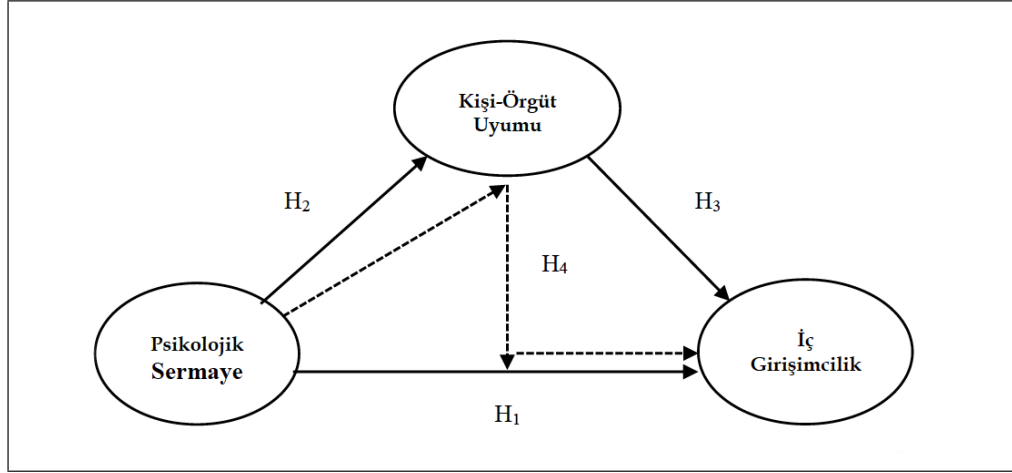 Kişi-Örgüt
Uyumu
H₂
H₃
H₄
Psikolojik
Sermaye
İç
Girişimcilik
H₁